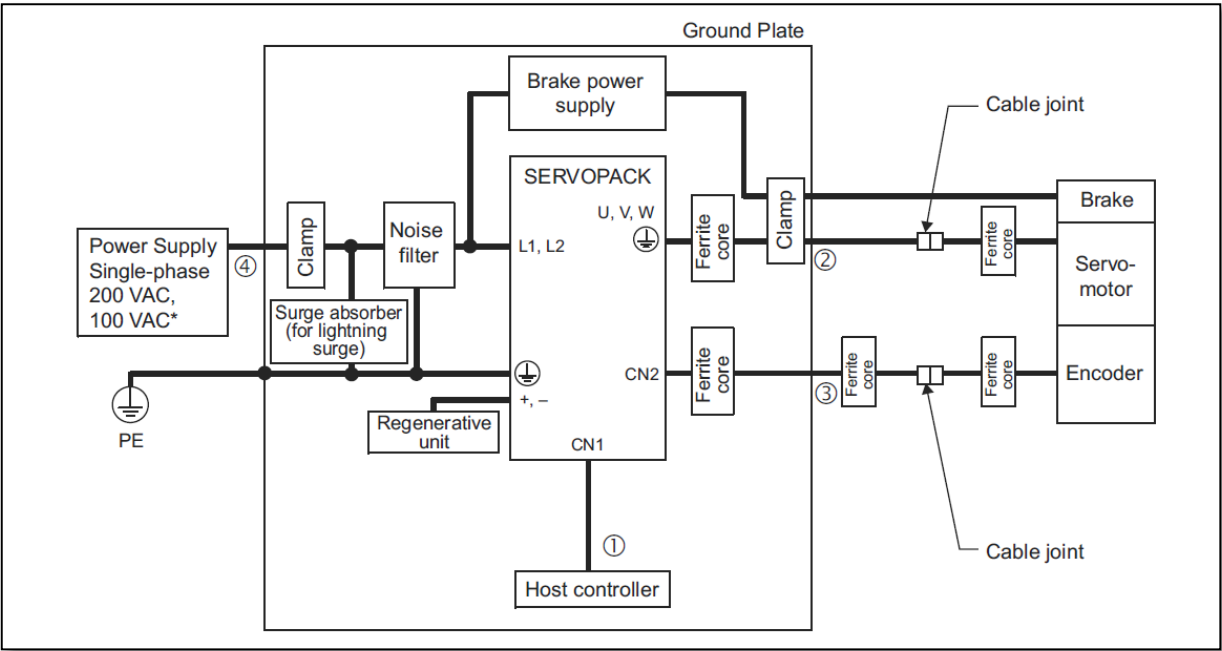 Ground Plate
Brake power
supply
Cable joint
SERVOPACK
Brake
U, V, W
Clamp
Ferrite
core
Clamp
Noise
filter
L1, L2
Ferrite
core
Power Supply
Single-phase
200 VAC,
100 VAC*
④
②
Servo-
motor
Surge absorber
(for lightning
surge)
CN2
Ferrite
core
③
Ferrite
core
Ferrite
core
Encoder
+, –
PE
Regenerative
unit
CN1
①
Cable joint
Host controller